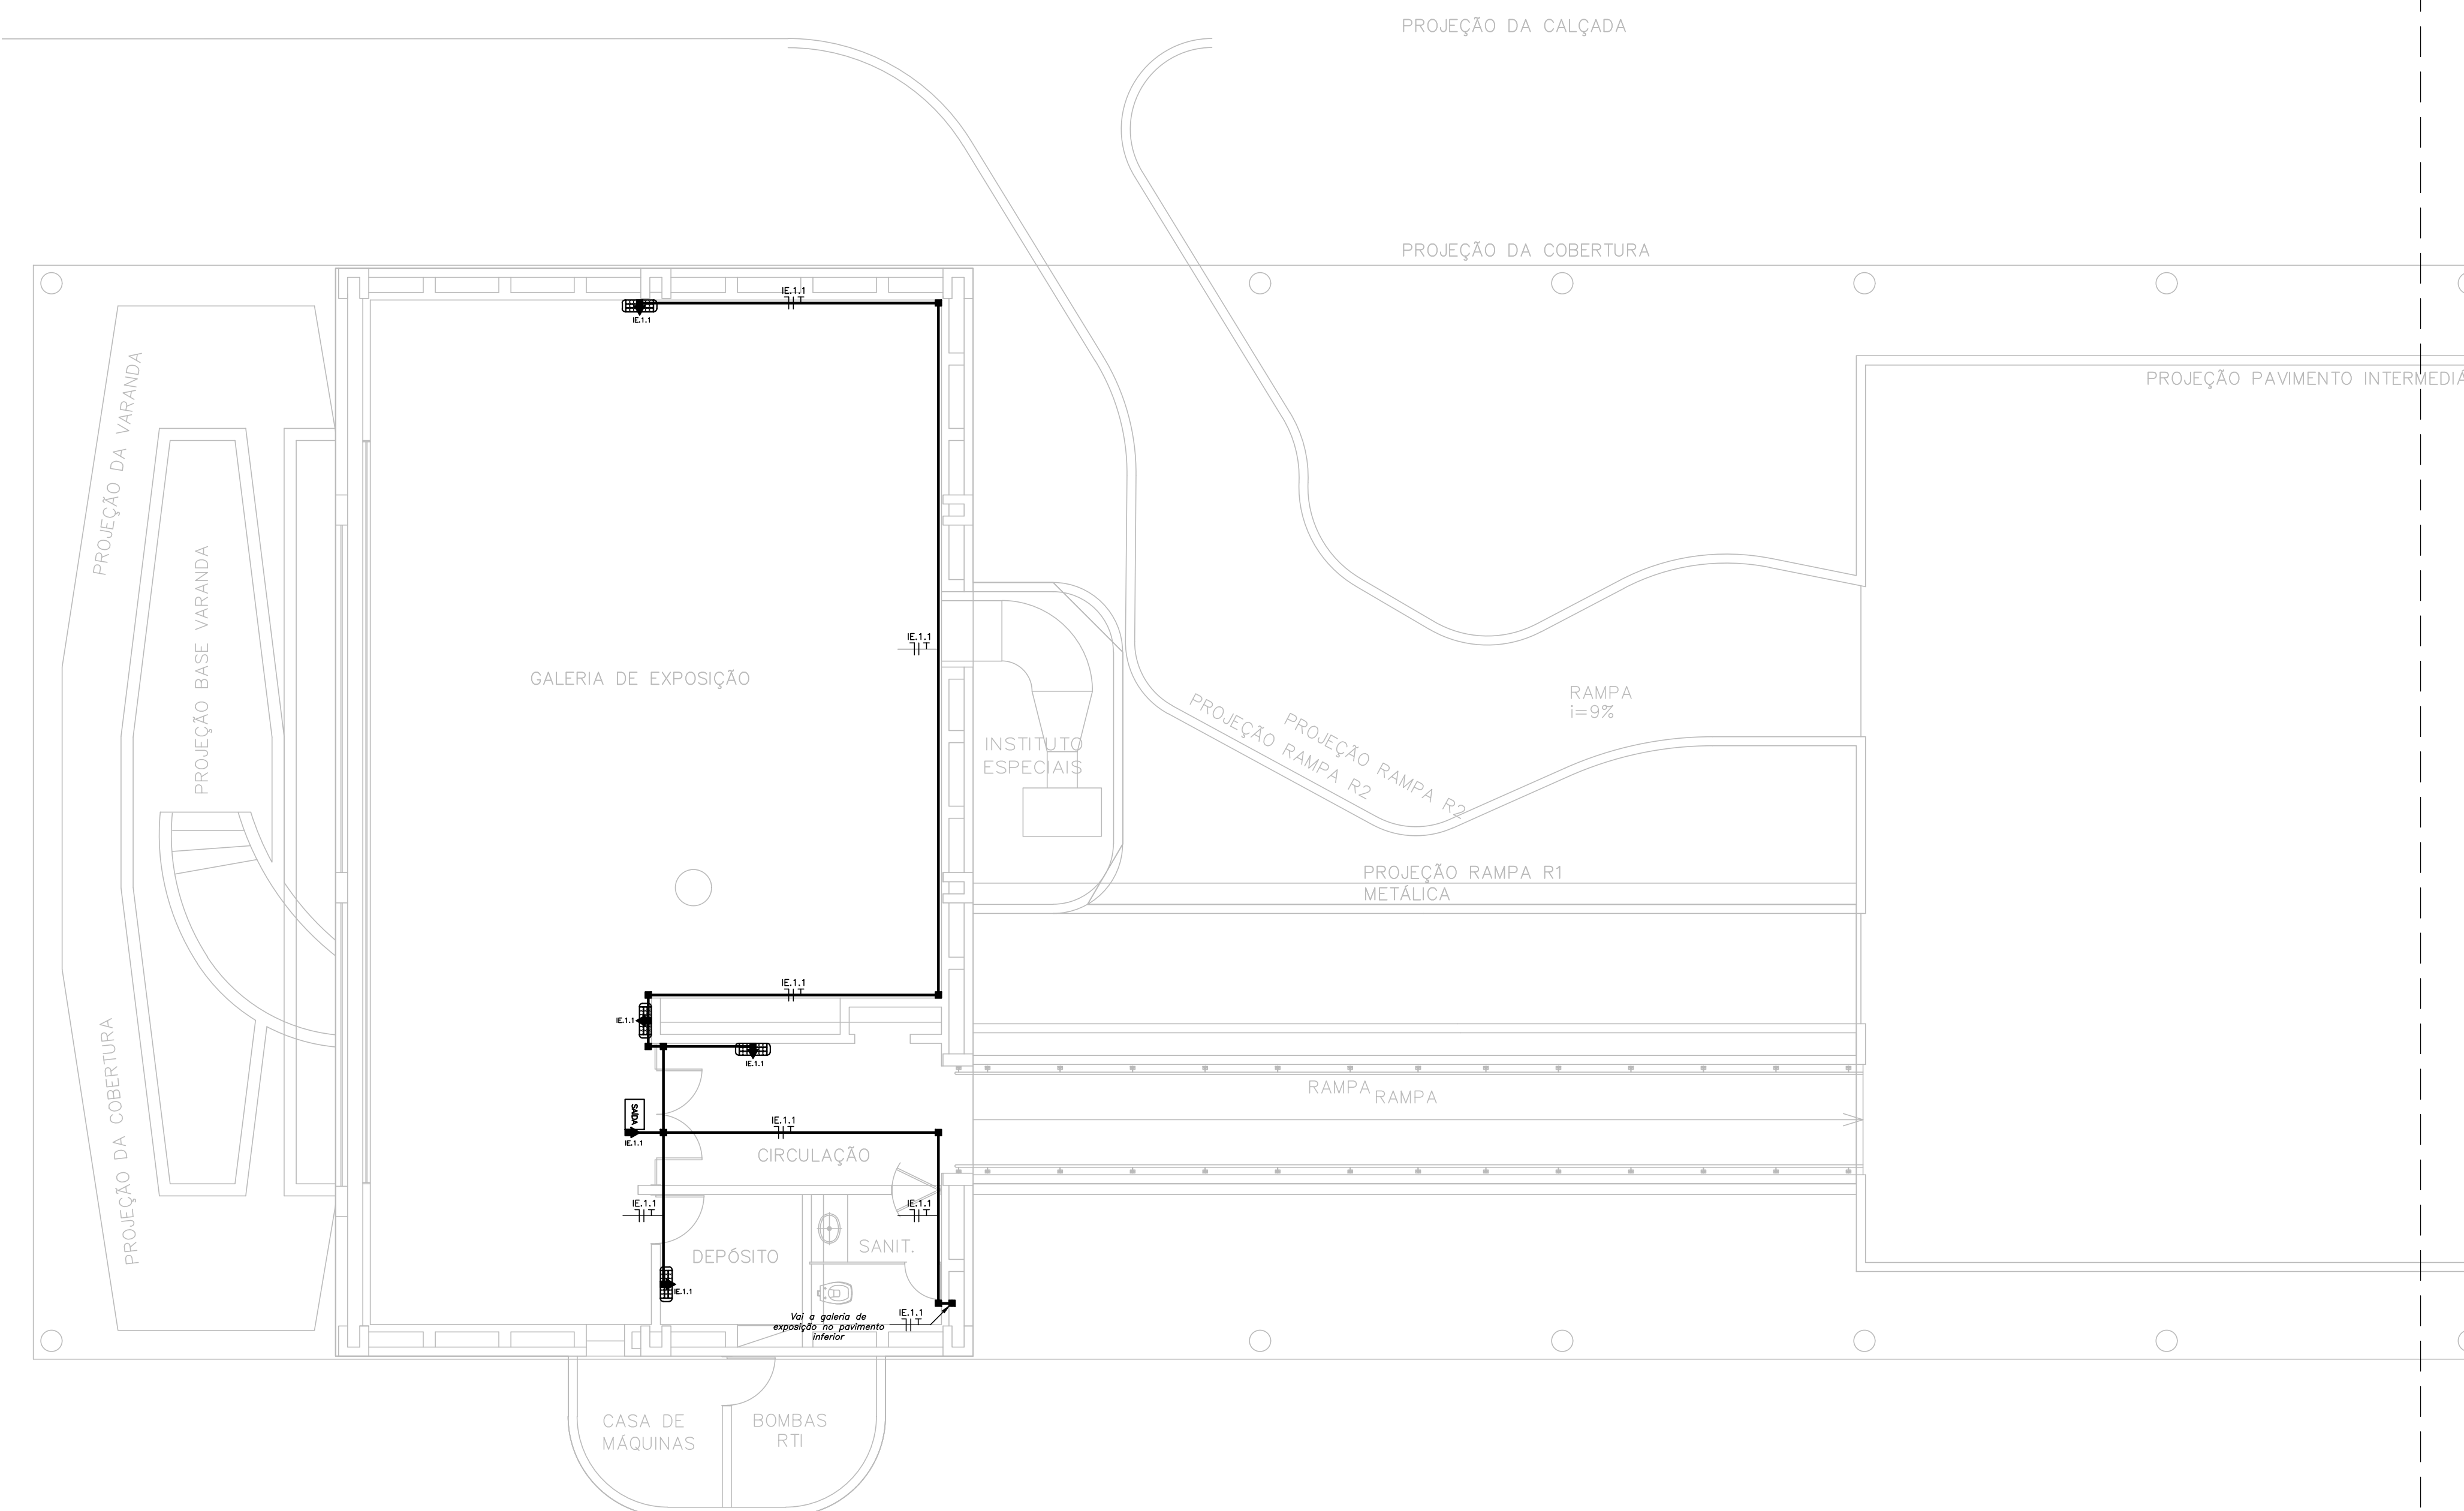 PROJEÇÃO DA CALÇADA
PROJEÇÃO DA COBERTURA
IE.1.1
IE.1.1
PROJEÇÃO PAVIMENTO INTERMEDIÁ
PROJEÇÃO DA VARANDA
PROJEÇÃO BASE VARANDA
IE.1.1
GALERIA DE EXPOSIÇÃO
RAMPA
i=9%
PROJEÇÃO RAMPA R2
PROJEÇÃO RAMPA R2
INSTITUTO
ESPECIAIS
PROJEÇÃO RAMPA R1
METÁLICA
IE.1.1
IE.1.1
IE.1.1
PROJEÇÃO DA COBERTURA
RAMPA
RAMPA
SAÍDA
IE.1.1
IE.1.1
CIRCULAÇÃO
IE.1.1
IE.1.1
SANIT.
DEPÓSITO
IE.1.1
IE.1.1
Vai a galeria de
exposição no pavimento
inferior
CASA DE
MÁQUINAS
BOMBAS
RTI